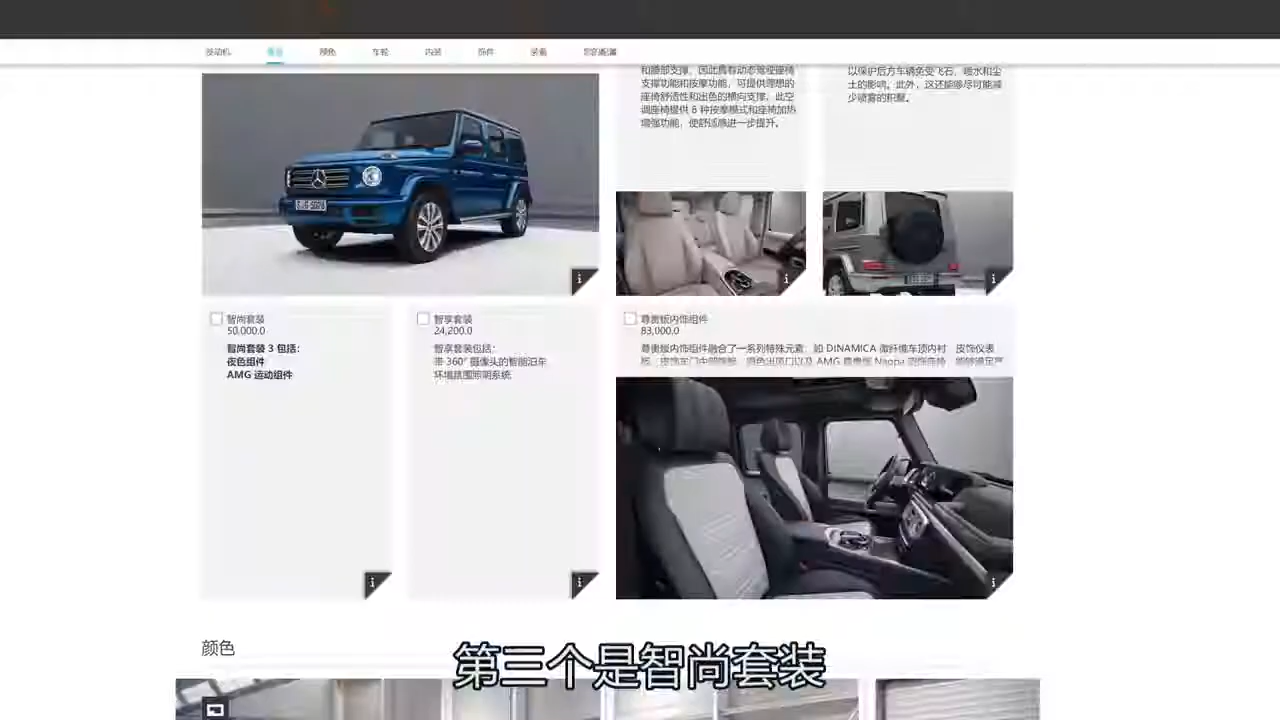 发动机 套装 颜色 车轮 内装 饰件 装备 您的配置
和腰部支撑，因此具有动态驾驶座椅
支撑功能和按摩功能，可提供理想的
座椅舒适性和出色的横向支撑。此空
调座椅提供 8 种按摩模式和座椅加热
增强功能，使舒适感进一步提升。
以保护后方车辆免受飞石、喷水和尘
土的影响。此外，这还能够尽可能减
少喷雾的积聚。
智尚套装
50,000.0
智尚套装 3 包括：
夜色组件
AMG 运动组件
智享套装
24,200.0
智享套装包括：
带 360° 摄像头的智能泊车
环境氛围照明系统
尊贵版内饰组件
83,000.0
尊贵版内饰组件融合了一系列特殊元素，如 DINAMICA 微纤维车顶内衬、皮饰仪表
颜色
第三个是智尚套装